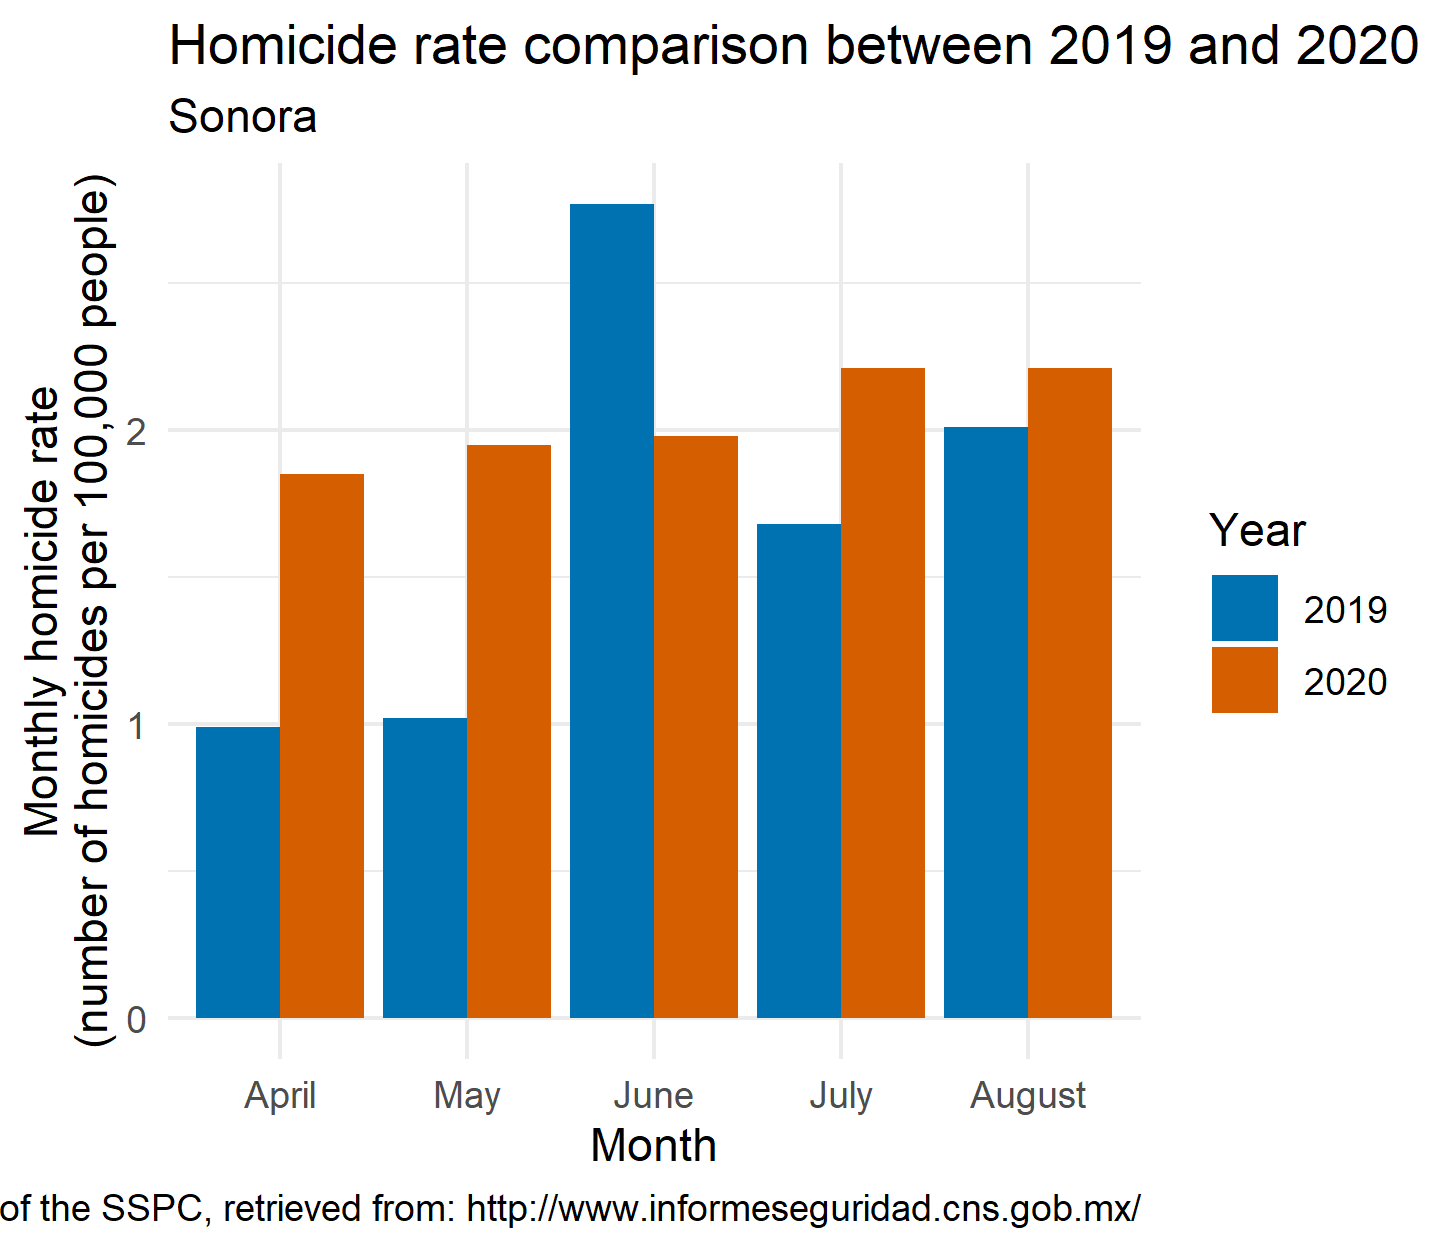 Homicide rate comparison between 2019 and 2020
Sonora
Monthly homicide rate
(number of homicides per 100,000 people)
2
1
0
April May June July August
Month
Year
2019
2020
of the SSPC, retrieved from: http://www.informeseguridad.cns.gob.mx/